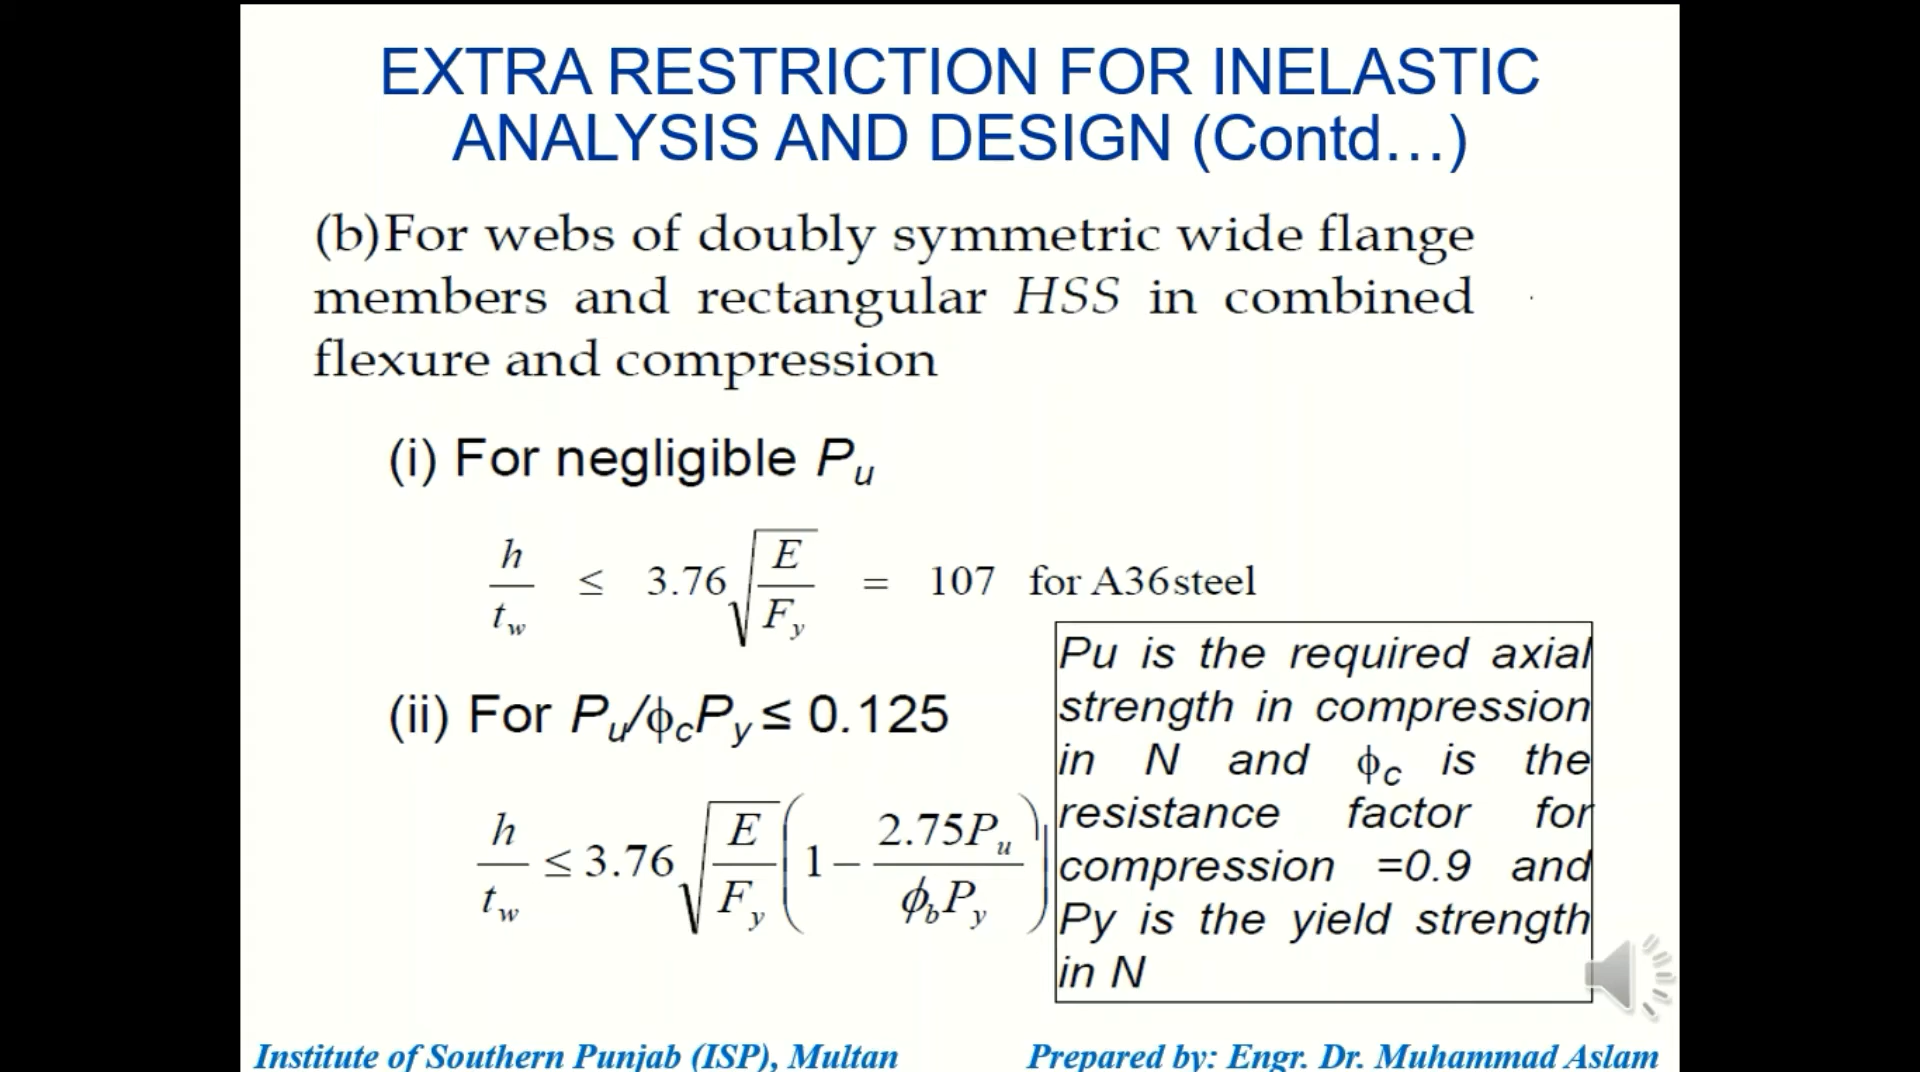 EXTRA RESTRICTION FOR INELASTIC
ANALYSIS AND DESIGN (Contd…)
(b)For webs of doubly symmetric wide flange
members and rectangular HSS in combined
flexure and compression
(i) For negligible Pu
h/tw ≤ 3.76 √(E/Fy) = 107 for A36 steel
(ii) For Pu/ϕcPy ≤ 0.125
h/tw ≤ 3.76 √(E/Fy) (1 − 2.75Pu/ϕbPy)
Pu is the required axial
strength in compression
in N and ϕc is the
resistance factor for
compression =0.9 and
Py is the yield strength
in N
Institute of Southern Punjab (ISP), Multan
Prepared by: Engr. Dr. Muhammad Aslam